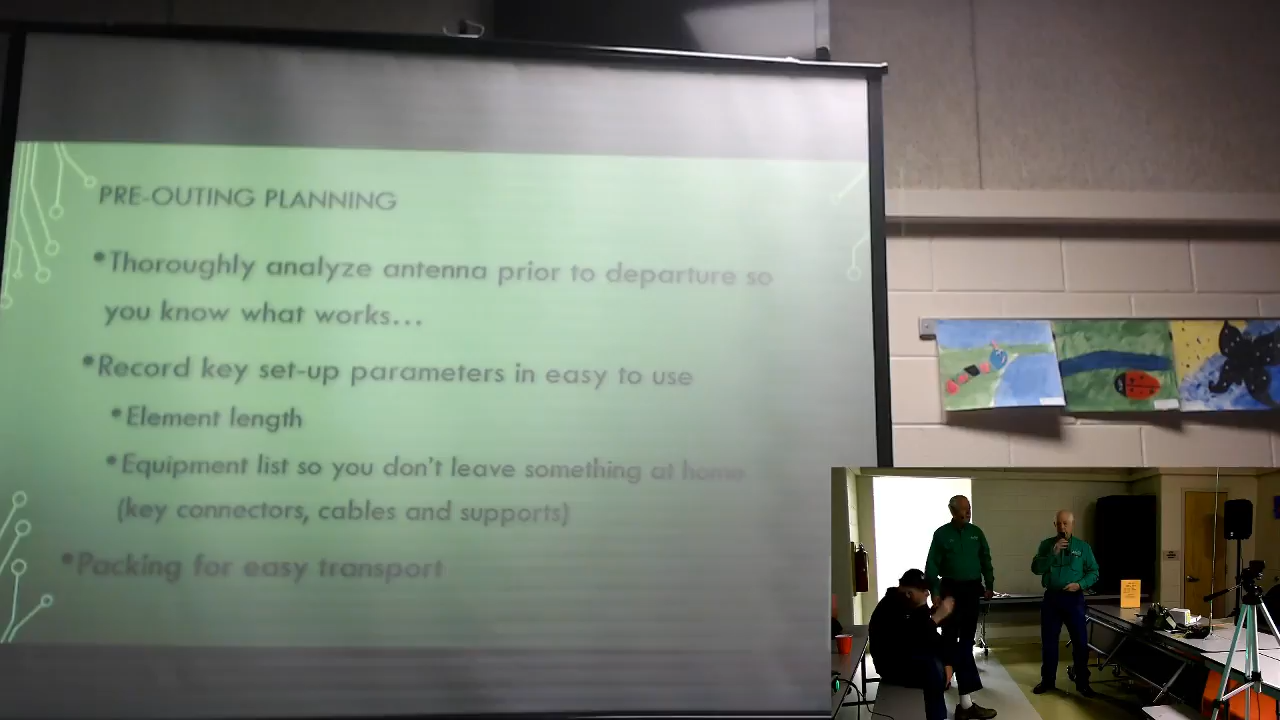 PRE-OUTING PLANNING
•Thoroughly analyze antenna prior to departure so
you know what works...
•Record key set-up parameters in easy to use
•Element length
•Equipment list so you don't leave something at home
(key connectors, cables and supports)
•Packing for easy transport